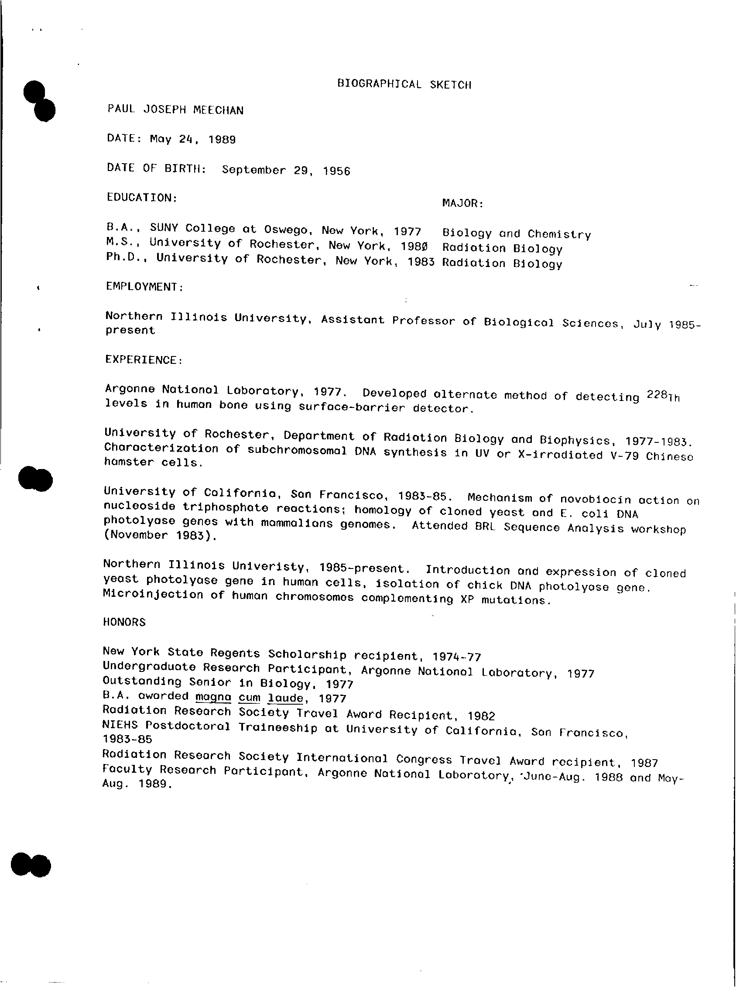 BIOGRAPHICAL SKETCH
PAUL JOSEPH MEECHAN
DATE: May 24, 1989
DATE OF BIRTH: September 29, 1956
EDUCATION: MAJOR:
B.A., SUNY College at Oswego, New York, 1977 Biology and Chemistry
M.S., University of Rochester, New York, 1980 Radiation Biology
Ph.D., University of Rochester, New York, 1983 Radiation Biology
EMPLOYMENT:
Northern Illinois University, Assistant Professor of Biological Sciences, July 1985-
present
EXPERIENCE:
Argonne National Laboratory, 1977. Developed alternate method of detecting 228Th
levels in human bone using surface-barrier detector.
University of Rochester, Department of Radiation Biology and Biophysics, 1977-1983.
Characterization of subchromosomal DNA synthesis in UV or X-irradiated V-79 Chinese
hamster cells.
University of California, San Francisco, 1983-85. Mechanism of novobiocin action on
nucleoside triphosphate reactions; homology of cloned yeast and E. coli DNA
photolyase genes with mammalians genomes. Attended BRL Sequence Analysis workshop
(November 1983).
Northern Illinois Univeristy, 1985-present. Introduction and expression of cloned
yeast photolyase gene in human cells, isolation of chick DNA photolyase gene.
Microinjection of human chromosomes complementing XP mutations.
HONORS
New York State Regents Scholarship recipient, 1974-77
Undergraduate Research Participant, Argonne National Laboratory, 1977
Outstanding Senior in Biology, 1977
B.A. awarded magna cum laude, 1977
Radiation Research Society Travel Award Recipient, 1982
NIEHS Postdoctoral Traineeship at University of California, San Francisco,
1983-85
Radiation Research Society International Congress Travel Award recipient, 1987
Faculty Research Participant, Argonne National Laboratory, June-Aug. 1988 and May-
Aug. 1989.